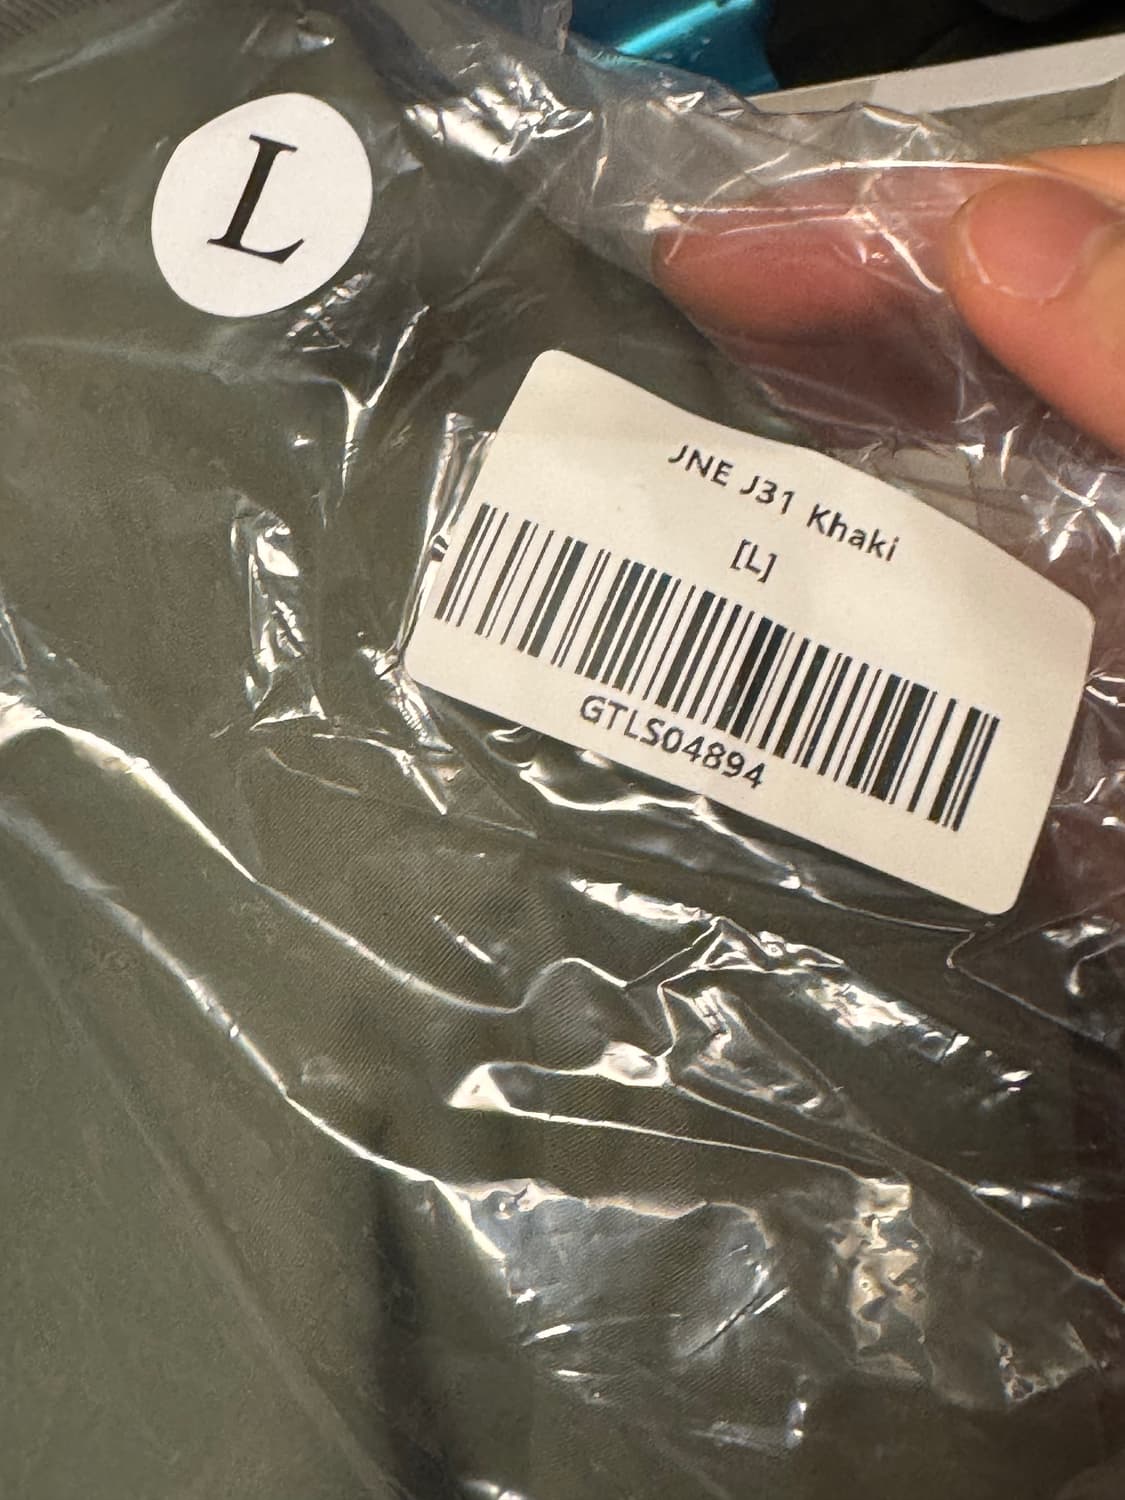 L
JNE J31 Khaki
[L]
GTLS04894